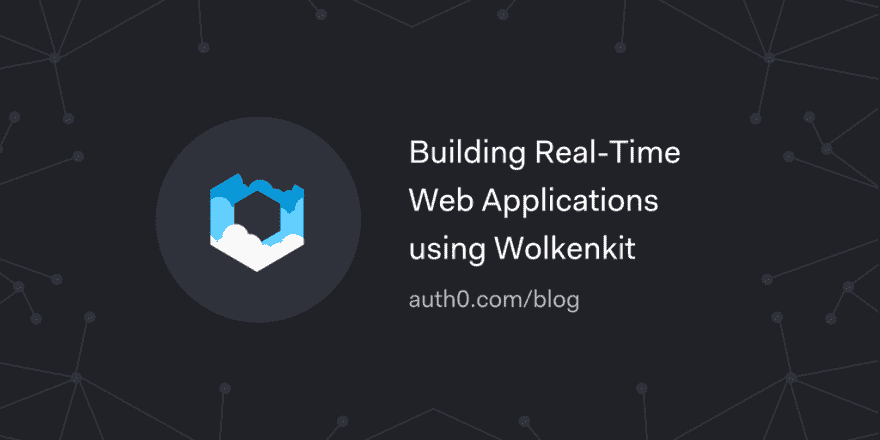 Building Real-Time
Web Applications
using Wolkenkit
auth0.com/blog